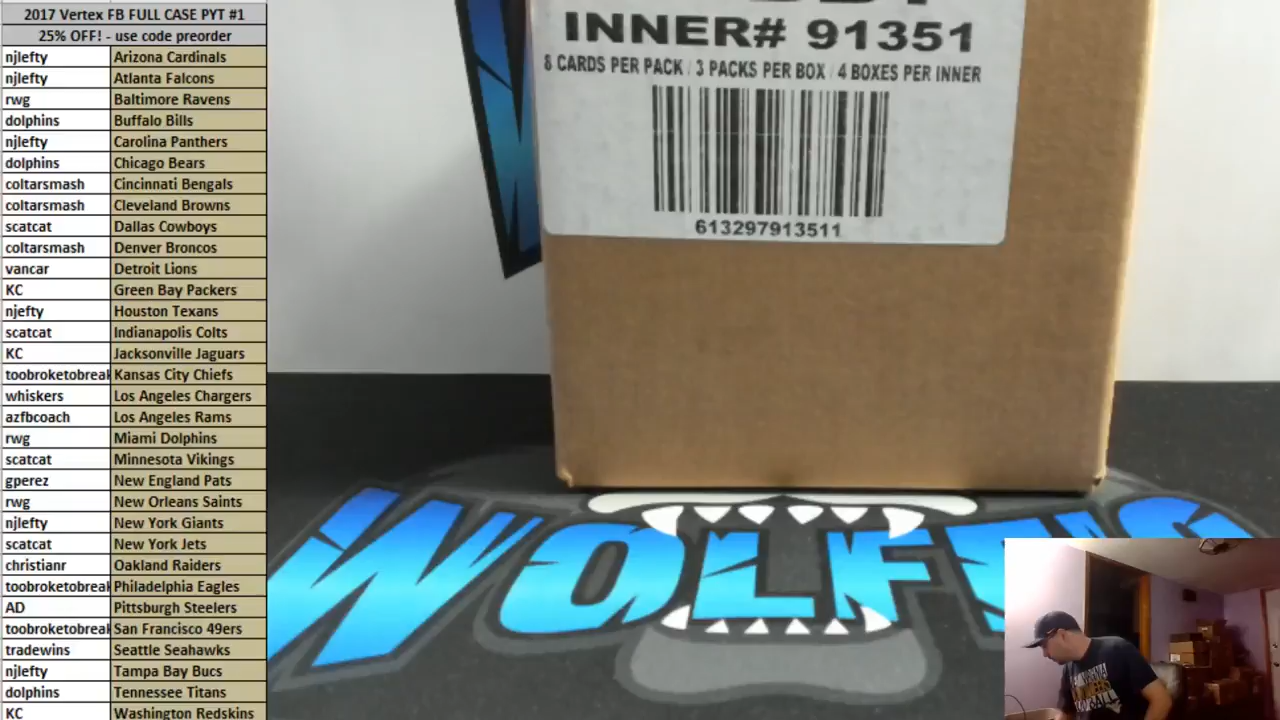 2017 Vertex FB FULL CASE PYT #1
25% OFF! - use code preorder
njlefty Arizona Cardinals
njlefty Atlanta Falcons
rwg Baltimore Ravens
dolphins Buffalo Bills
njlefty Carolina Panthers
dolphins Chicago Bears
coltarsmash Cincinnati Bengals
coltarsmash Cleveland Browns
scatcat Dallas Cowboys
coltarsmash Denver Broncos
vancar Detroit Lions
KC Green Bay Packers
njefty Houston Texans
scatcat Indianapolis Colts
KC Jacksonville Jaguars
toobroketobreak Kansas City Chiefs
whiskers Los Angeles Chargers
azfbcoach Los Angeles Rams
rwg Miami Dolphins
scatcat Minnesota Vikings
gperez New England Pats
rwg New Orleans Saints
njlefty New York Giants
scatcat New York Jets
christianr Oakland Raiders
toobroketobreak Philadelphia Eagles
AD Pittsburgh Steelers
toobroketobreak San Francisco 49ers
tradewins Seattle Seahawks
njlefty Tampa Bay Bucs
dolphins Tennessee Titans
KC Washington Redskins
INNER# 91351
8 CARDS PER PACK / 3 PACKS PER BOX / 4 BOXES PER INNER
613297913511